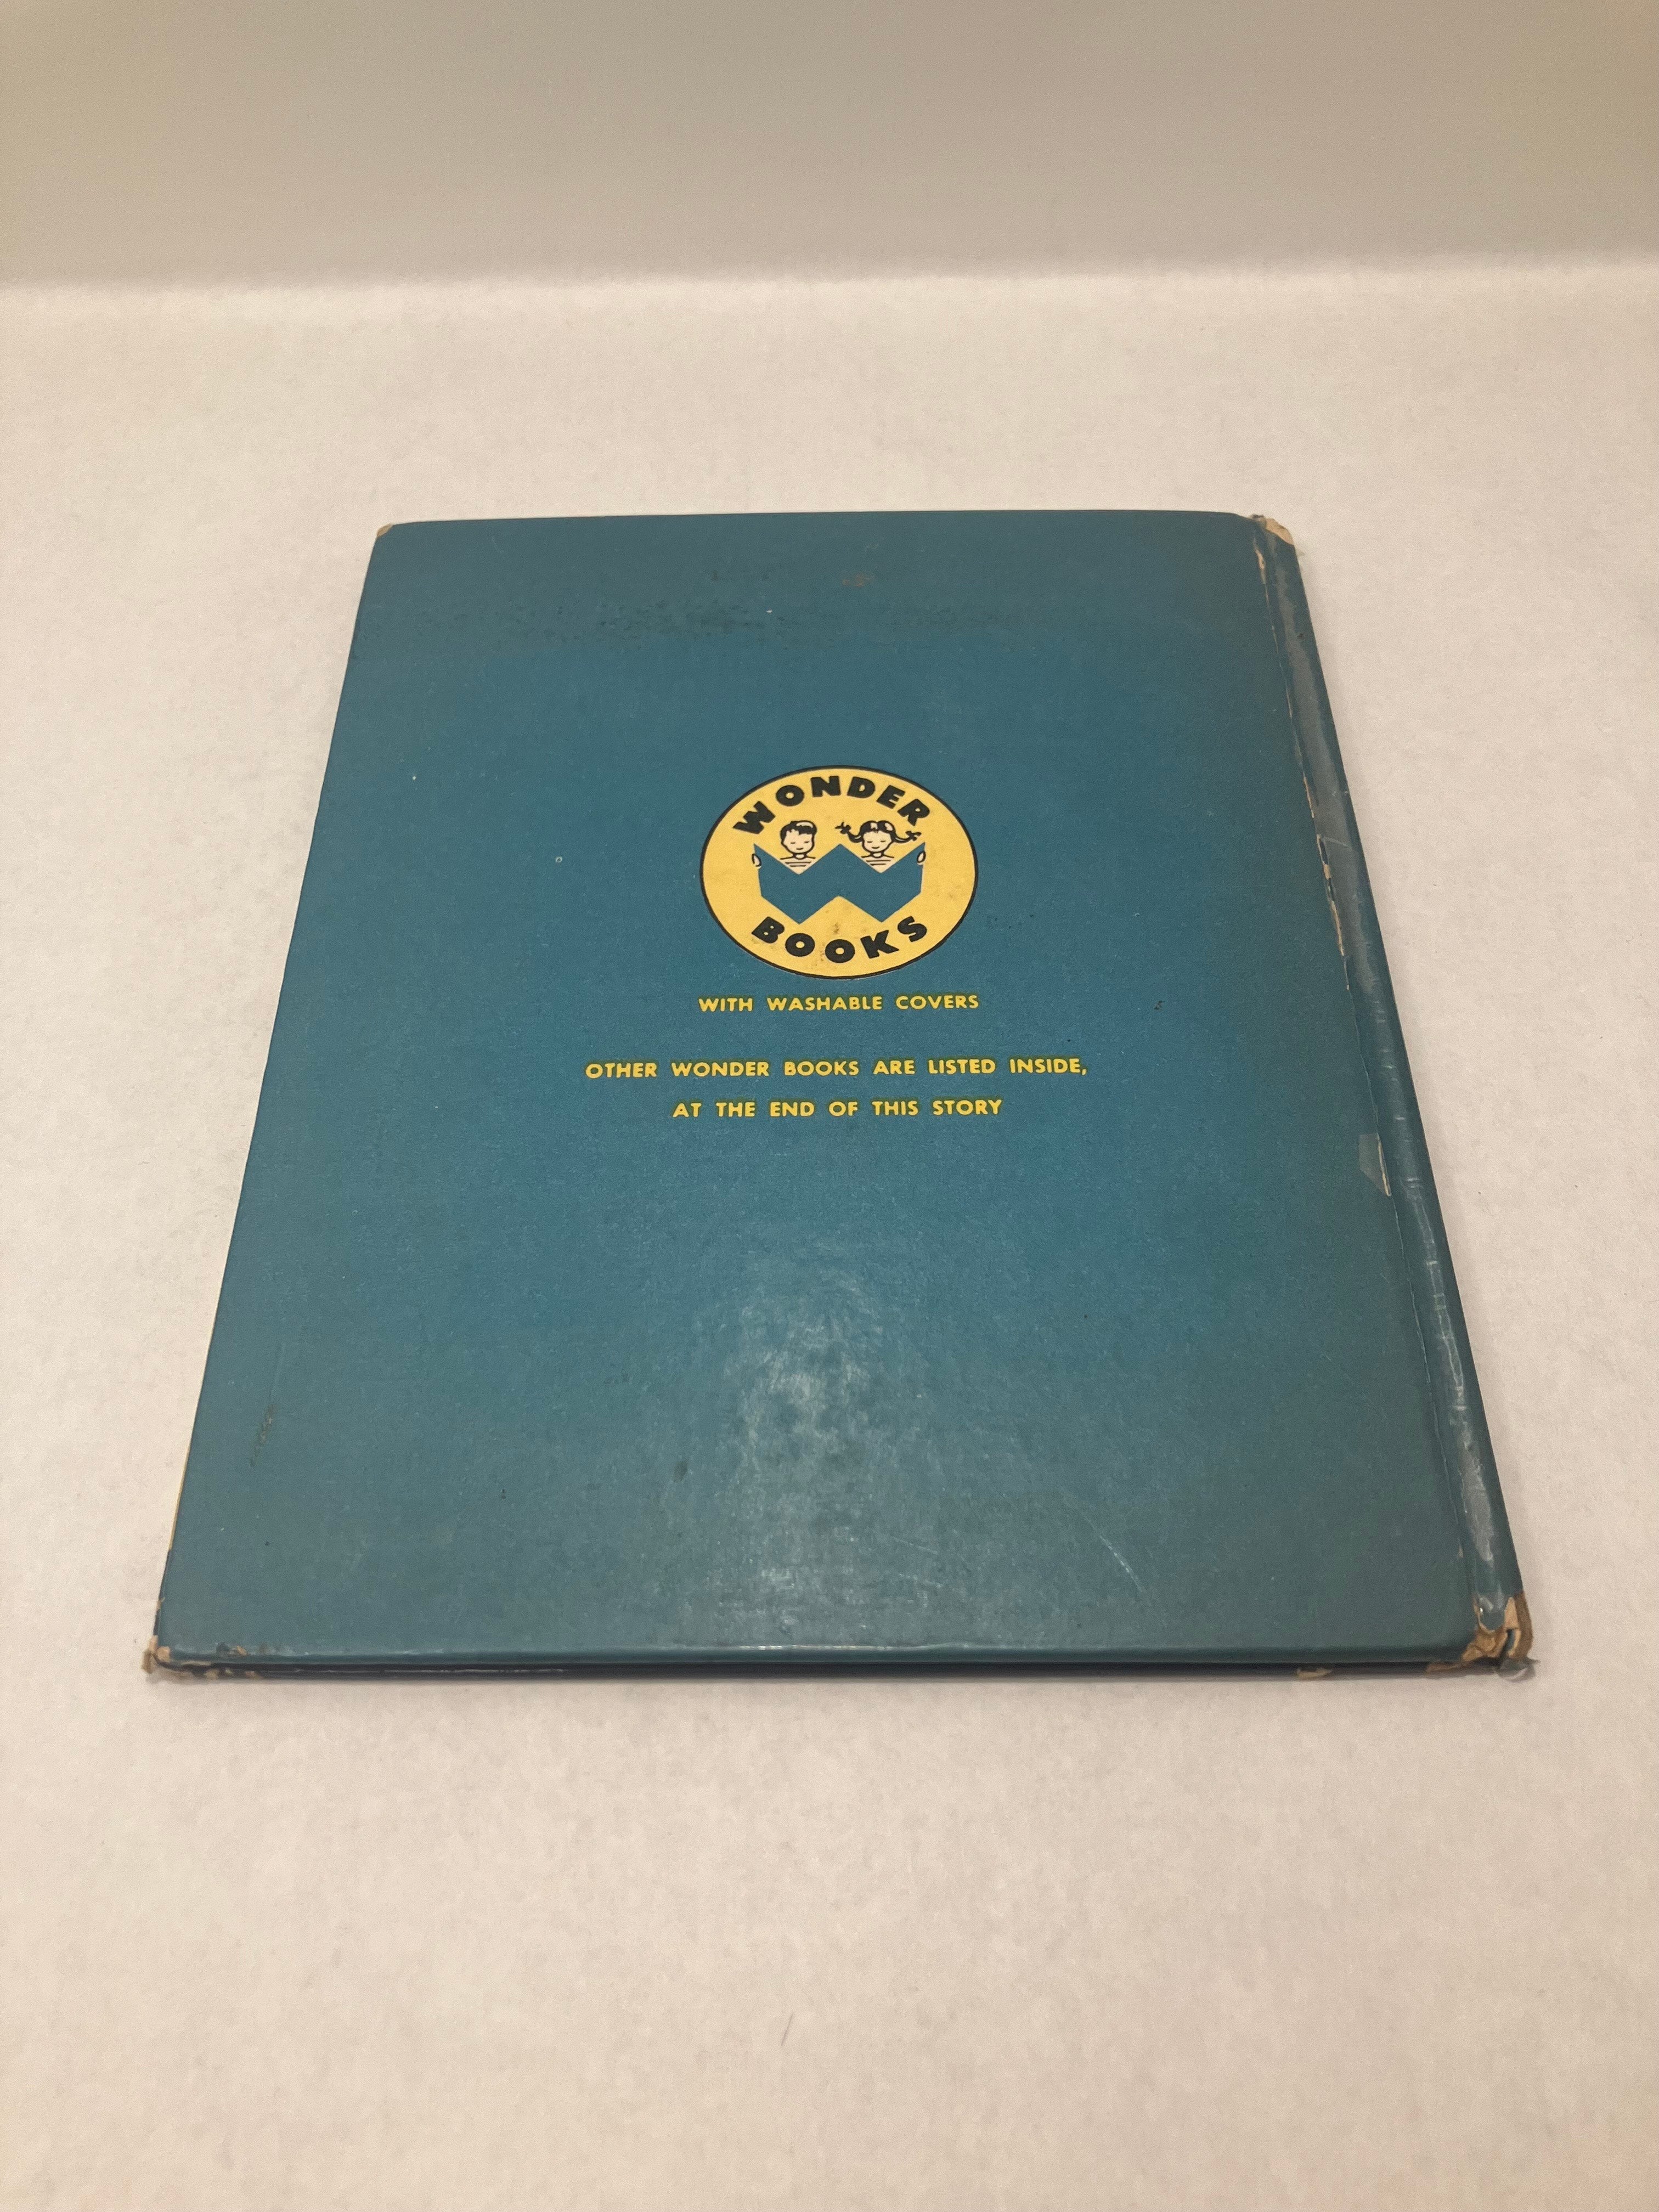 WONDER
BOOKS
WITH WASHABLE COVERS
OTHER WONDER BOOKS ARE LISTED INSIDE,
AT THE END OF THIS STORY